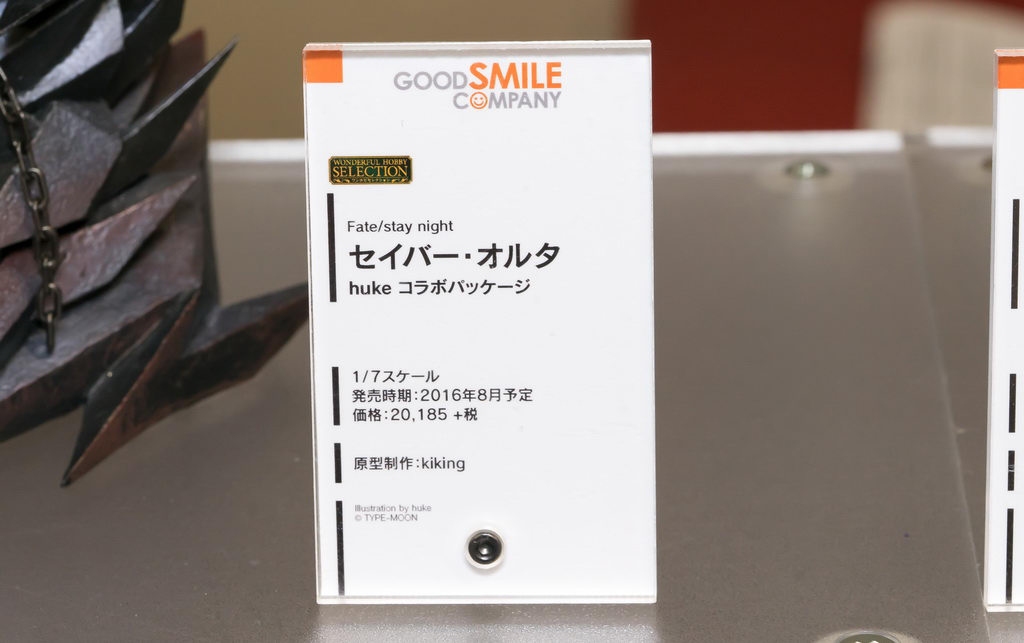 GOOD SMILE
COMPANY
WONDERFUL HOBBY
SELECTION
Fate/stay night
セイバー・オルタ
huke コラボパッケージ
1/7スケール
発売時期:2016年8月予定
価格:20,185 +税
原型制作:kiking
Illustration by huke
© TYPE-MOON